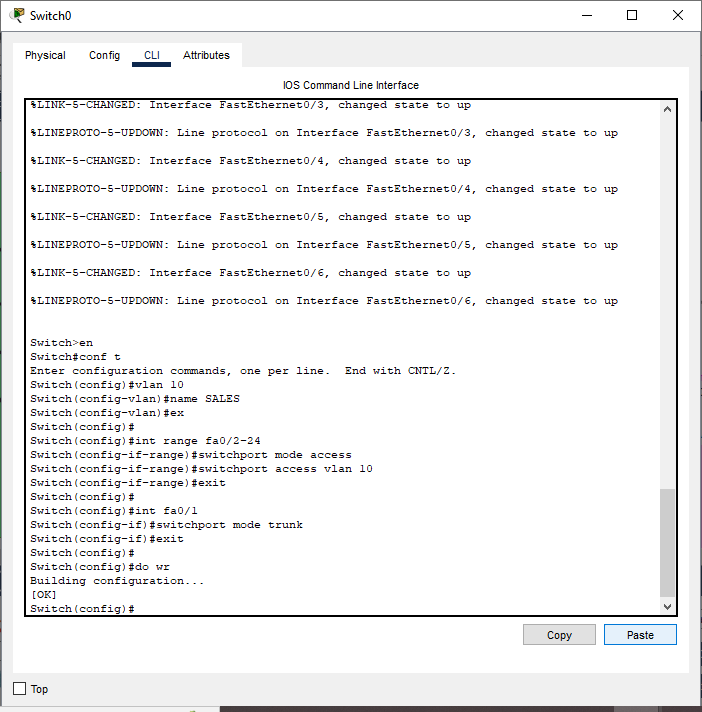 Switch0
Physical Config CLI Attributes
IOS Command Line Interface
%LINK-5-CHANGED: Interface FastEthernet0/3, changed state to up
%LINEPROTO-5-UPDOWN: Line protocol on Interface FastEthernet0/3, changed state to up
%LINK-5-CHANGED: Interface FastEthernet0/4, changed state to up
%LINEPROTO-5-UPDOWN: Line protocol on Interface FastEthernet0/4, changed state to up
%LINK-5-CHANGED: Interface FastEthernet0/5, changed state to up
%LINEPROTO-5-UPDOWN: Line protocol on Interface FastEthernet0/5, changed state to up
%LINK-5-CHANGED: Interface FastEthernet0/6, changed state to up
%LINEPROTO-5-UPDOWN: Line protocol on Interface FastEthernet0/6, changed state to up
Switch>en
Switch#conf t
Enter configuration commands, one per line.  End with CNTL/Z.
Switch(config)#vlan 10
Switch(config-vlan)#name SALES
Switch(config-vlan)#ex
Switch(config)#
Switch(config)#int range fa0/2-24
Switch(config-if-range)#switchport mode access
Switch(config-if-range)#switchport access vlan 10
Switch(config-if-range)#exit
Switch(config)#
Switch(config)#int fa0/1
Switch(config-if)#switchport mode trunk
Switch(config-if)#exit
Switch(config)#
Switch(config)#do wr
Building configuration...
[OK]
Switch(config)#
Copy Paste
Top